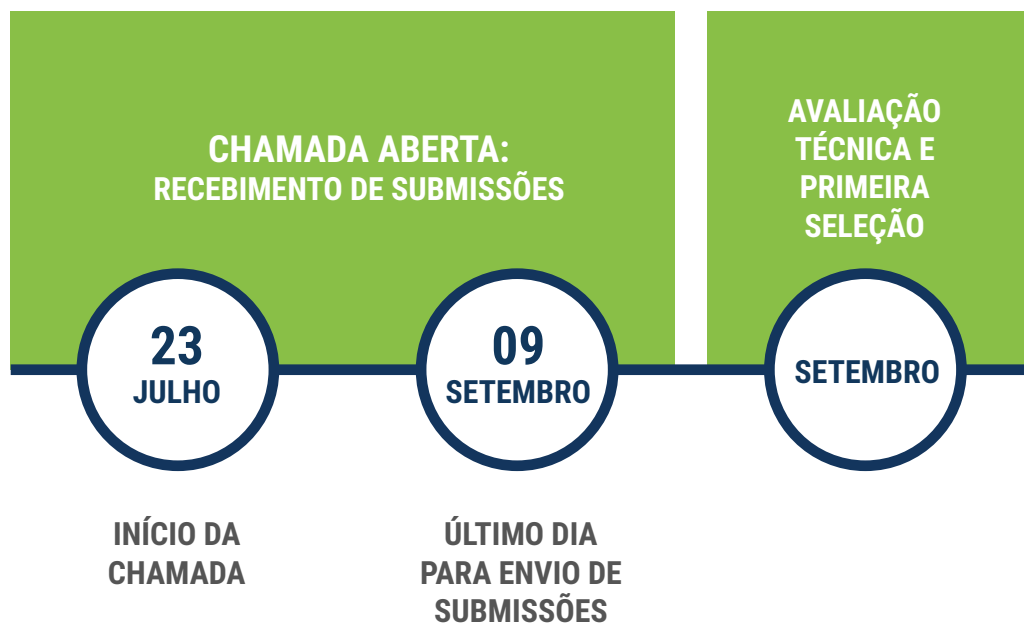 CHAMADA ABERTA:
RECEBIMENTO DE SUBMISSÕES
AVALIAÇÃO
TÉCNICA E
PRIMEIRA
SELEÇÃO
23
JULHO
09
SETEMBRO
SETEMBRO
INÍCIO DA
CHAMADA
ÚLTIMO DIA
PARA ENVIO DE
SUBMISSÕES